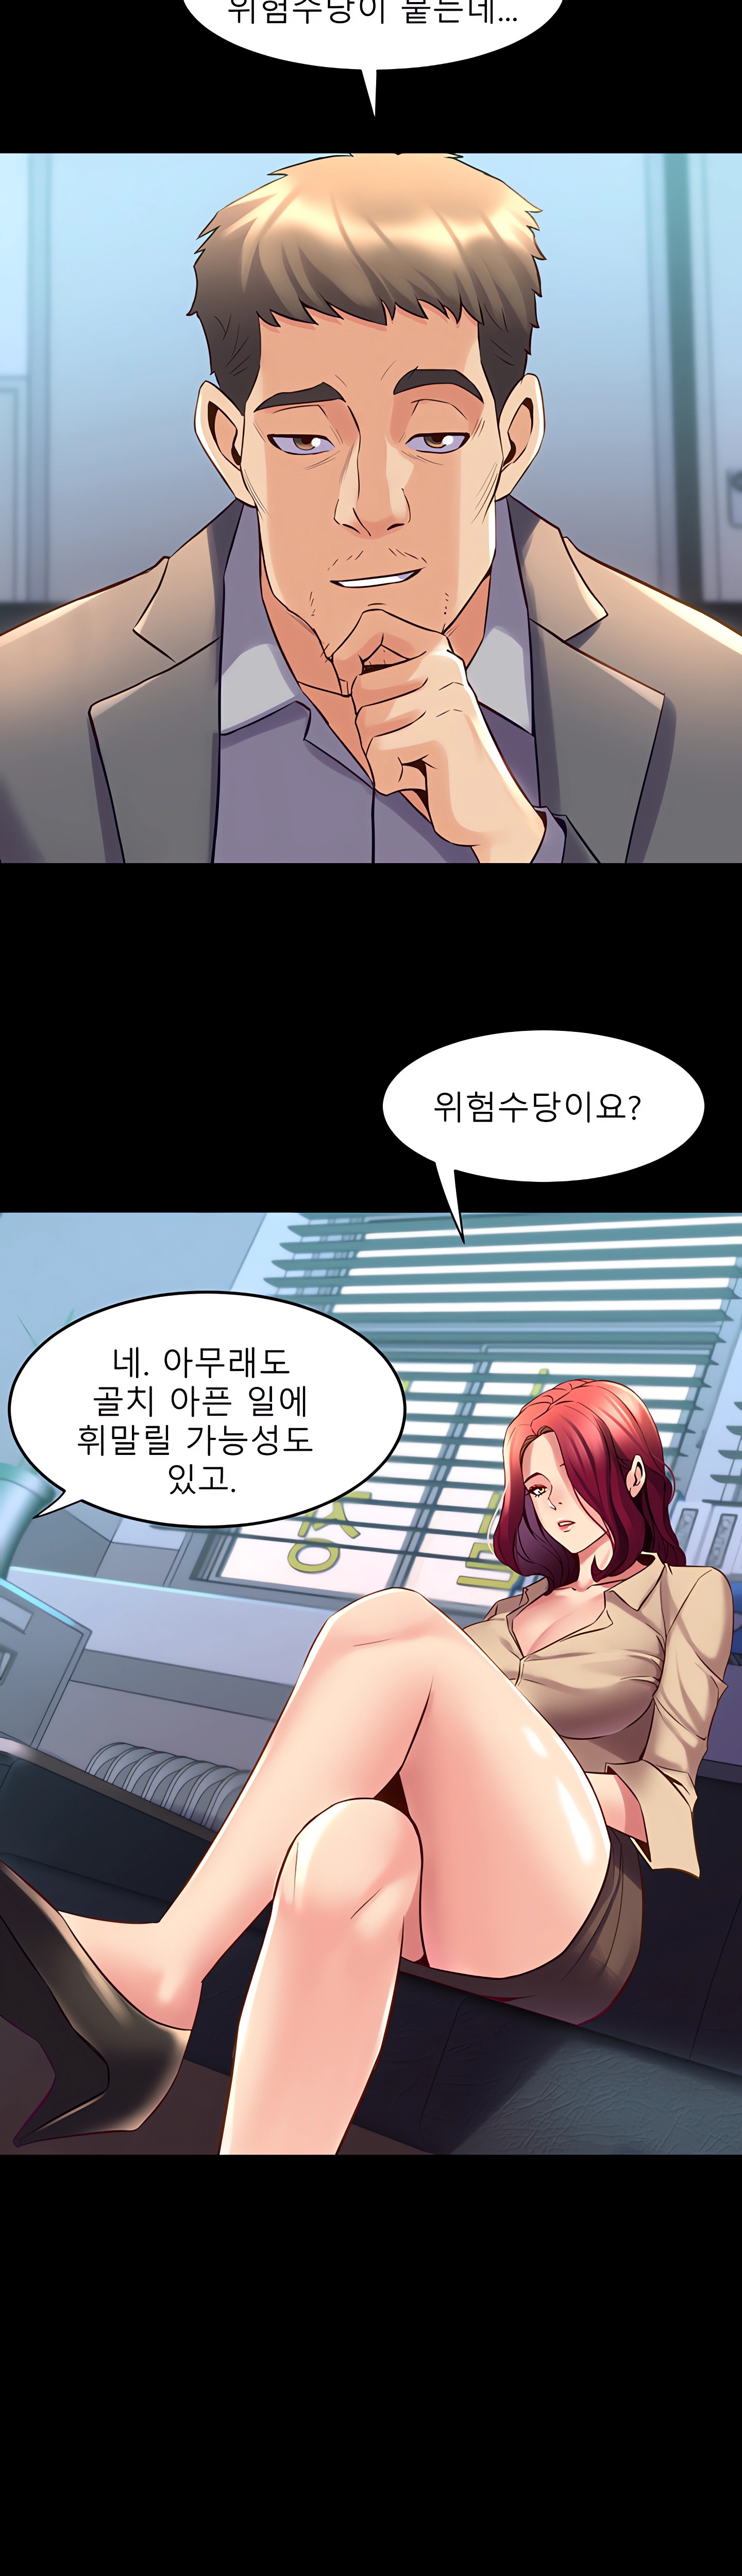 위험수당이 붙는데...
위험수당이요?
네. 아무래도
골치 아픈 일에
휘말릴 가능성도
있고.